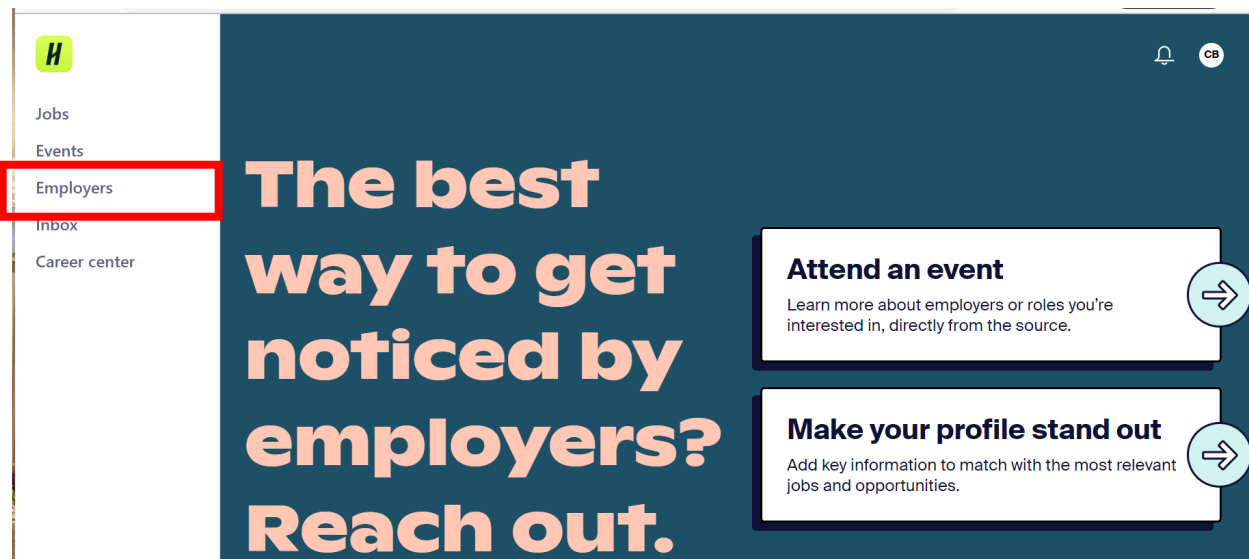 H
CB
Jobs
Events
Employers
Inbox
Career center
The best
way to get
noticed by
employers?
Reach out.
Attend an event
Learn more about employers or roles you're
interested in, directly from the source.
Make your profile stand out
Add key information to match with the most relevant
jobs and opportunities.